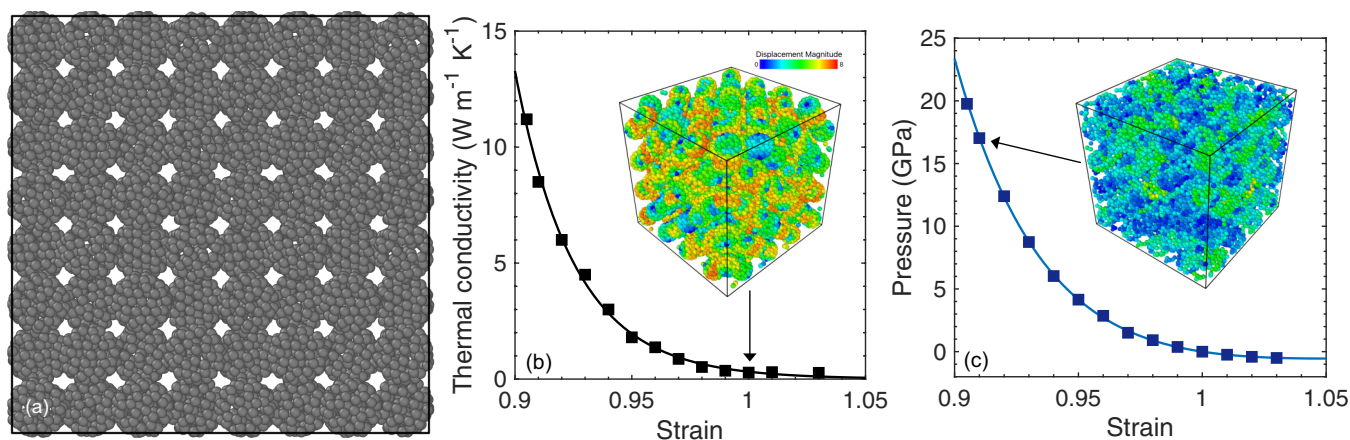 (a)
Thermal conductivity (W m⁻¹ K⁻¹)
15
10
5
0
0.9
0.95
1
1.05
Strain
(b)
Displacement Magnitude
0
8
Pressure (GPa)
25
20
15
10
5
0
0.9
0.95
1
1.05
Strain
(c)